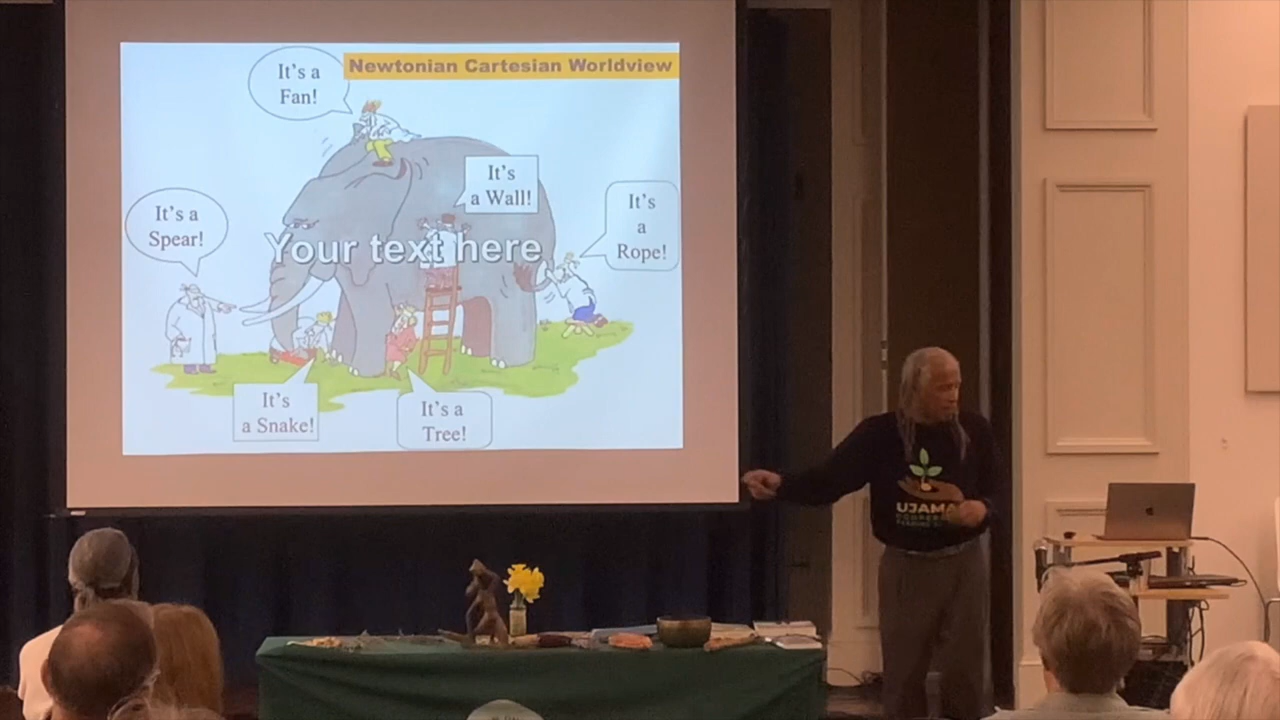 It's a
Fan!
Newtonian Cartesian Worldview
It's
a Wall!
It's a
Spear!
It's
a
Rope!
Your text here
It's
a Snake!
It's a
Tree!
UJAMA